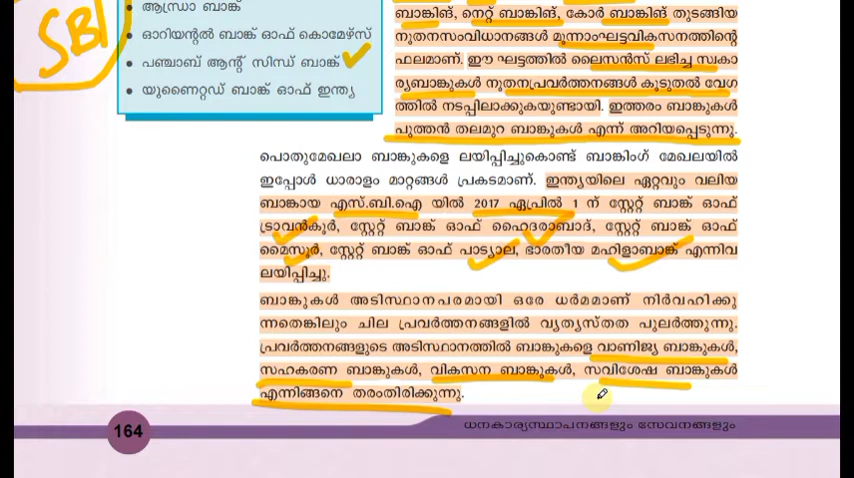 SBI
ആന്ധ്രാ ബാങ്ക്
ഓറിയന്റൽ ബാങ്ക് ഓഫ് കൊമേഴ്സ്
പഞ്ചാബ് ആന്റ് സിന്ധ് ബാങ്ക്
യുണൈറ്റഡ് ബാങ്ക് ഓഫ് ഇന്ത്യ
ബാങ്കിങ്, നെറ്റ് ബാങ്കിങ്, കോർ ബാങ്കിങ് തുടങ്ങിയ
നൂതനസംവിധാനങ്ങൾ മൂന്നാംഘട്ടവികസനത്തിന്റെ
ഫലമാണ്. ഈ ഘട്ടത്തിൽ ലൈസൻസ് ലഭിച്ച സ്വകാ
ര്യബാങ്കുകൾ നൂതനപ്രവർത്തനങ്ങൾ കൂടുതൽ വേഗ
ത്തിൽ നടപ്പിലാക്കുകയുണ്ടായി. ഇത്തരം ബാങ്കുകൾ
പുത്തൻ തലമുറ ബാങ്കുകൾ എന്ന് അറിയപ്പെടുന്നു.
പൊതുമേഖലാ ബാങ്കുകളെ ലയിപ്പിച്ചുകൊണ്ട് ബാങ്കിംഗ് മേഖലയിൽ
ഇപ്പോൾ ധാരാളം മാറ്റങ്ങൾ പ്രകടമാണ്. ഇന്ത്യയിലെ ഏറ്റവും വലിയ
ബാങ്കായ എസ്.ബി.ഐ യിൽ 2017 ഏപ്രിൽ 1 ന് സ്റ്റേറ്റ് ബാങ്ക് ഓഫ്
ട്രാവൻകൂർ, സ്റ്റേറ്റ് ബാങ്ക് ഓഫ് ഹൈദരാബാദ്, സ്റ്റേറ്റ് ബാങ്ക് ഓഫ്
മൈസൂർ, സ്റ്റേറ്റ് ബാങ്ക് ഓഫ് പാട്യാല, ഭാരതീയ മഹിളാബാങ്ക് എന്നിവ
ലയിപ്പിച്ചു.
ബാങ്കുകൾ അടിസ്ഥാനപരമായി ഒരേ ധർമമാണ് നിർവഹിക്കു
ന്നതെങ്കിലും ചില പ്രവർത്തനങ്ങളിൽ വ്യത്യസ്തത പുലർത്തുന്നു.
പ്രവർത്തനങ്ങളുടെ അടിസ്ഥാനത്തിൽ ബാങ്കുകളെ വാണിജ്യ ബാങ്കുകൾ,
സഹകരണ ബാങ്കുകൾ, വികസന ബാങ്കുകൾ, സവിശേഷ ബാങ്കുകൾ
എന്നിങ്ങനെ തരംതിരിക്കുന്നു.
164
ധനകാര്യസ്ഥാപനങ്ങളും സേവനങ്ങളും